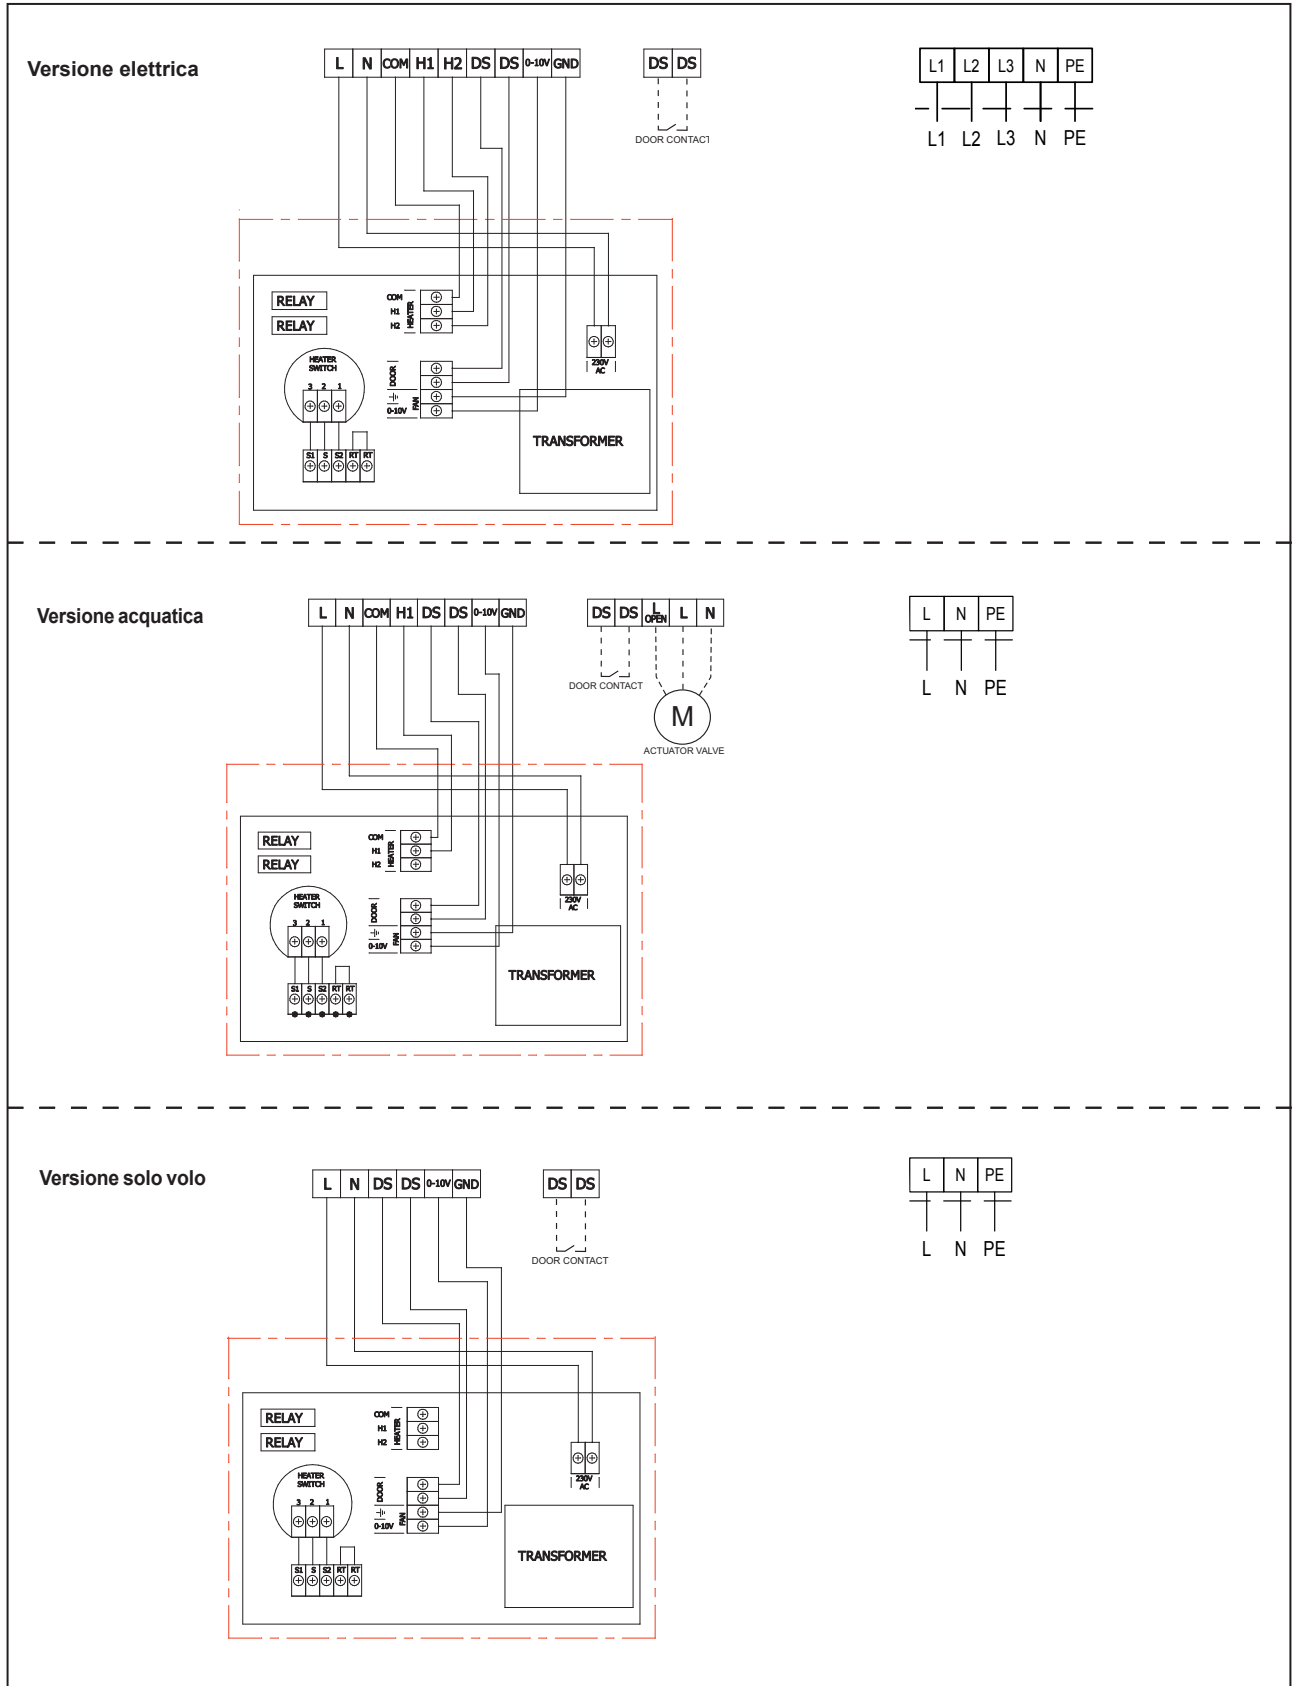 Versione elettrica
L N COM H1 H2 DS DS 0-10V GND
DS DS
DOOR CONTACT
L1 L2 L3 N PE
L1 L2 L3 N PE
RELAY
RELAY
COM
H1
H2
HEATER
HEATER
SWITCH
3 2 1
DOOR
FAN
0-10V
S1 S S2 RT RT
230V
AC
TRANSFORMER
Versione acquatica
L N COM H1 DS DS 0-10V GND
DS DS L OPEN L N
DOOR CONTACT
M
ACTUATOR VALVE
L N PE
L N PE
RELAY
RELAY
COM
H1
H2
HEATER
HEATER
SWITCH
3 2 1
DOOR
FAN
0-10V
S1 S S2 RT RT
230V
AC
TRANSFORMER
Versione solo volo
L N DS DS 0-10V GND
DS DS
DOOR CONTACT
L N PE
L N PE
RELAY
RELAY
COM
H1
H2
HEATER
HEATER
SWITCH
3 2 1
DOOR
FAN
0-10V
S1 S S2 RT RT
230V
AC
TRANSFORMER